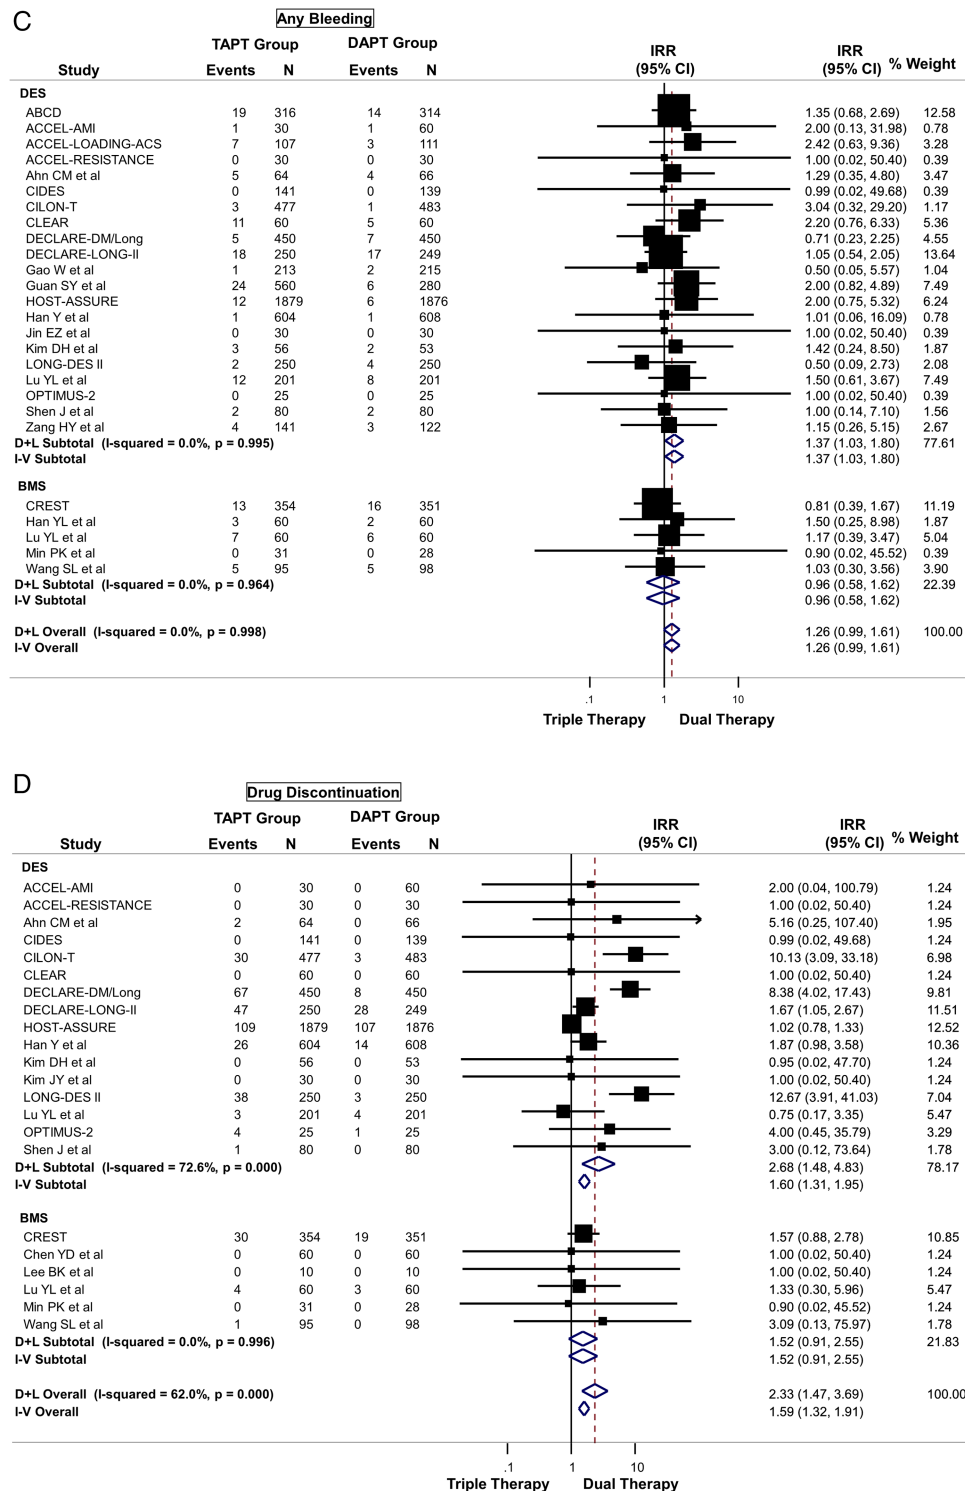 C
Any Bleeding
TAPT Group DAPT Group
IRR IRR
Study Events N Events N (95% CI) (95% CI) % Weight
DES
ABCD 19 316 14 314 1.35 (0.68, 2.69) 12.58
ACCEL-AMI 1 30 1 60 2.00 (0.13, 31.98) 0.78
ACCEL-LOADING-ACS 7 107 3 111 2.42 (0.63, 9.36) 3.28
ACCEL-RESISTANCE 0 30 0 30 1.00 (0.02, 50.40) 0.39
Ahn CM et al 5 64 4 66 1.29 (0.35, 4.80) 3.47
CIDES 0 141 0 139 0.99 (0.02, 49.68) 0.39
CILON-T 3 477 1 483 3.04 (0.32, 29.20) 1.17
CLEAR 11 60 5 60 2.20 (0.76, 6.33) 5.36
DECLARE-DM/Long 5 450 7 450 0.71 (0.23, 2.25) 4.55
DECLARE-LONG-II 18 250 17 249 1.05 (0.54, 2.05) 13.64
Gao W et al 1 213 2 215 0.50 (0.05, 5.57) 1.04
Guan SY et al 24 560 6 280 2.00 (0.82, 4.89) 7.49
HOST-ASSURE 12 1879 6 1876 2.00 (0.75, 5.32) 6.24
Han Y et al 1 604 1 608 1.01 (0.06, 16.09) 0.78
Jin EZ et al 0 30 0 30 1.00 (0.02, 50.40) 0.39
Kim DH et al 3 56 2 53 1.42 (0.24, 8.50) 1.87
LONG-DES II 2 250 4 250 0.50 (0.09, 2.73) 2.08
Lu YL et al 12 201 8 201 1.50 (0.61, 3.67) 7.49
OPTIMUS-2 0 25 0 25 1.00 (0.02, 50.40) 0.39
Shen J et al 2 80 2 80 1.00 (0.14, 7.10) 1.56
Zang HY et al 4 141 3 122 1.15 (0.26, 5.15) 2.67
D+L Subtotal (I-squared = 0.0%, p = 0.995) 1.37 (1.03, 1.80) 77.61
I-V Subtotal 1.37 (1.03, 1.80)
BMS
CREST 13 354 16 351 0.81 (0.39, 1.67) 11.19
Han YL et al 3 60 2 60 1.50 (0.25, 8.98) 1.87
Lu YL et al 7 60 6 60 1.17 (0.39, 3.47) 5.04
Min PK et al 0 31 0 28 0.90 (0.02, 45.52) 0.39
Wang SL et al 5 95 5 98 1.03 (0.30, 3.56) 3.90
D+L Subtotal (I-squared = 0.0%, p = 0.964) 0.96 (0.58, 1.62) 22.39
I-V Subtotal 0.96 (0.58, 1.62)
D+L Overall (I-squared = 0.0%, p = 0.998) 1.26 (0.99, 1.61) 100.00
I-V Overall 1.26 (0.99, 1.61)
.1 1 10
Triple Therapy Dual Therapy
D
Drug Discontinuation
TAPT Group DAPT Group
IRR IRR
Study Events N Events N (95% CI) (95% CI) % Weight
DES
ACCEL-AMI 0 30 0 60 2.00 (0.04, 100.79) 1.24
ACCEL-RESISTANCE 0 30 0 30 1.00 (0.02, 50.40) 1.24
Ahn CM et al 2 64 0 66 5.16 (0.25, 107.40) 1.95
CIDES 0 141 0 139 0.99 (0.02, 49.68) 1.24
CILON-T 30 477 3 483 10.13 (3.09, 33.18) 6.98
CLEAR 0 60 0 60 1.00 (0.02, 50.40) 1.24
DECLARE-DM/Long 67 450 8 450 8.38 (4.02, 17.43) 9.81
DECLARE-LONG-II 47 250 28 249 1.67 (1.05, 2.67) 11.51
HOST-ASSURE 109 1879 107 1876 1.02 (0.78, 1.33) 12.52
Han Y et al 26 604 14 608 1.87 (0.98, 3.58) 10.36
Kim DH et al 0 56 0 53 0.95 (0.02, 47.70) 1.24
Kim JY et al 0 30 0 30 1.00 (0.02, 50.40) 1.24
LONG-DES II 38 250 3 250 12.67 (3.91, 41.03) 7.04
Lu YL et al 3 201 4 201 0.75 (0.17, 3.35) 5.47
OPTIMUS-2 4 25 1 25 4.00 (0.45, 35.79) 3.29
Shen J et al 1 80 0 80 3.00 (0.12, 73.64) 1.78
D+L Subtotal (I-squared = 72.6%, p = 0.000) 2.68 (1.48, 4.83) 78.17
I-V Subtotal 1.60 (1.31, 1.95)
BMS
CREST 30 354 19 351 1.57 (0.88, 2.78) 10.85
Chen YD et al 0 60 0 60 1.00 (0.02, 50.40) 1.24
Lee BK et al 0 10 0 10 1.00 (0.02, 50.40) 1.24
Lu YL et al 4 60 3 60 1.33 (0.30, 5.96) 5.47
Min PK et al 0 31 0 28 0.90 (0.02, 45.52) 1.24
Wang SL et al 1 95 0 98 3.09 (0.13, 75.97) 1.78
D+L Subtotal (I-squared = 0.0%, p = 0.996) 1.52 (0.91, 2.55) 21.83
I-V Subtotal 1.52 (0.91, 2.55)
D+L Overall (I-squared = 62.0%, p = 0.000) 2.33 (1.47, 3.69) 100.00
I-V Overall 1.59 (1.32, 1.91)
.1 1 10
Triple Therapy Dual Therapy